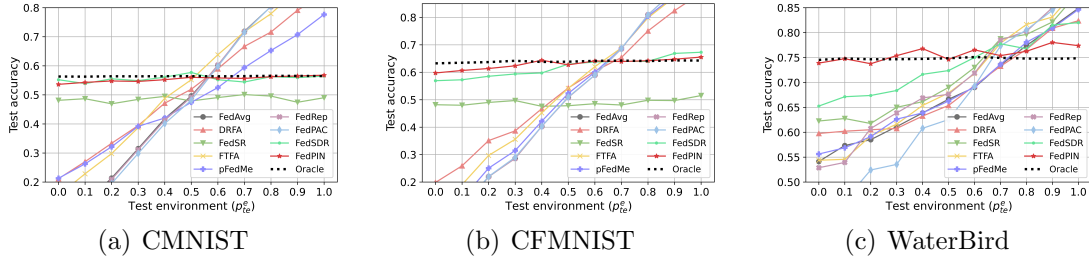 0.8
0.7
0.6
0.5
0.4
0.3
0.2
Test accuracy
FedAvg
DRFA
FedSR
FTFA
pFedMe
FedRep
FedPAC
FedSDR
FedPIN
Oracle
0.0 0.1 0.2 0.3 0.4 0.5 0.6 0.7 0.8 0.9 1.0
Test environment (p_te^e)
(a) CMNIST
0.8
0.7
0.6
0.5
0.4
0.3
0.2
Test accuracy
FedAvg
DRFA
FedSR
FTFA
pFedMe
FedRep
FedPAC
FedSDR
FedPIN
Oracle
0.0 0.1 0.2 0.3 0.4 0.5 0.6 0.7 0.8 0.9 1.0
Test environment (p_te^e)
(b) CFMNIST
0.85
0.80
0.75
0.70
0.65
0.60
0.55
0.50
Test accuracy
FedAvg
DRFA
FedSR
FTFA
pFedMe
FedRep
FedPAC
FedSDR
FedPIN
Oracle
0.0 0.1 0.2 0.3 0.4 0.5 0.6 0.7 0.8 0.9 1.0
Test environment (p_te^e)
(c) WaterBird